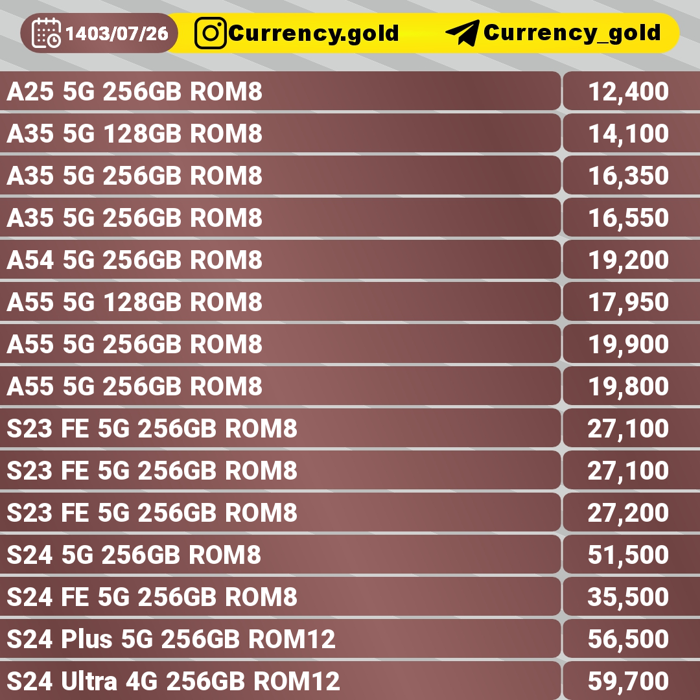 1403/07/26 Currency.gold Currency_gold
A25 5G 256GB ROM8 12,400
A35 5G 128GB ROM8 14,100
A35 5G 256GB ROM8 16,350
A35 5G 256GB ROM8 16,550
A54 5G 256GB ROM8 19,200
A55 5G 128GB ROM8 17,950
A55 5G 256GB ROM8 19,900
A55 5G 256GB ROM8 19,800
S23 FE 5G 256GB ROM8 27,100
S23 FE 5G 256GB ROM8 27,100
S23 FE 5G 256GB ROM8 27,200
S24 5G 256GB ROM8 51,500
S24 FE 5G 256GB ROM8 35,500
S24 Plus 5G 256GB ROM12 56,500
S24 Ultra 4G 256GB ROM12 59,700